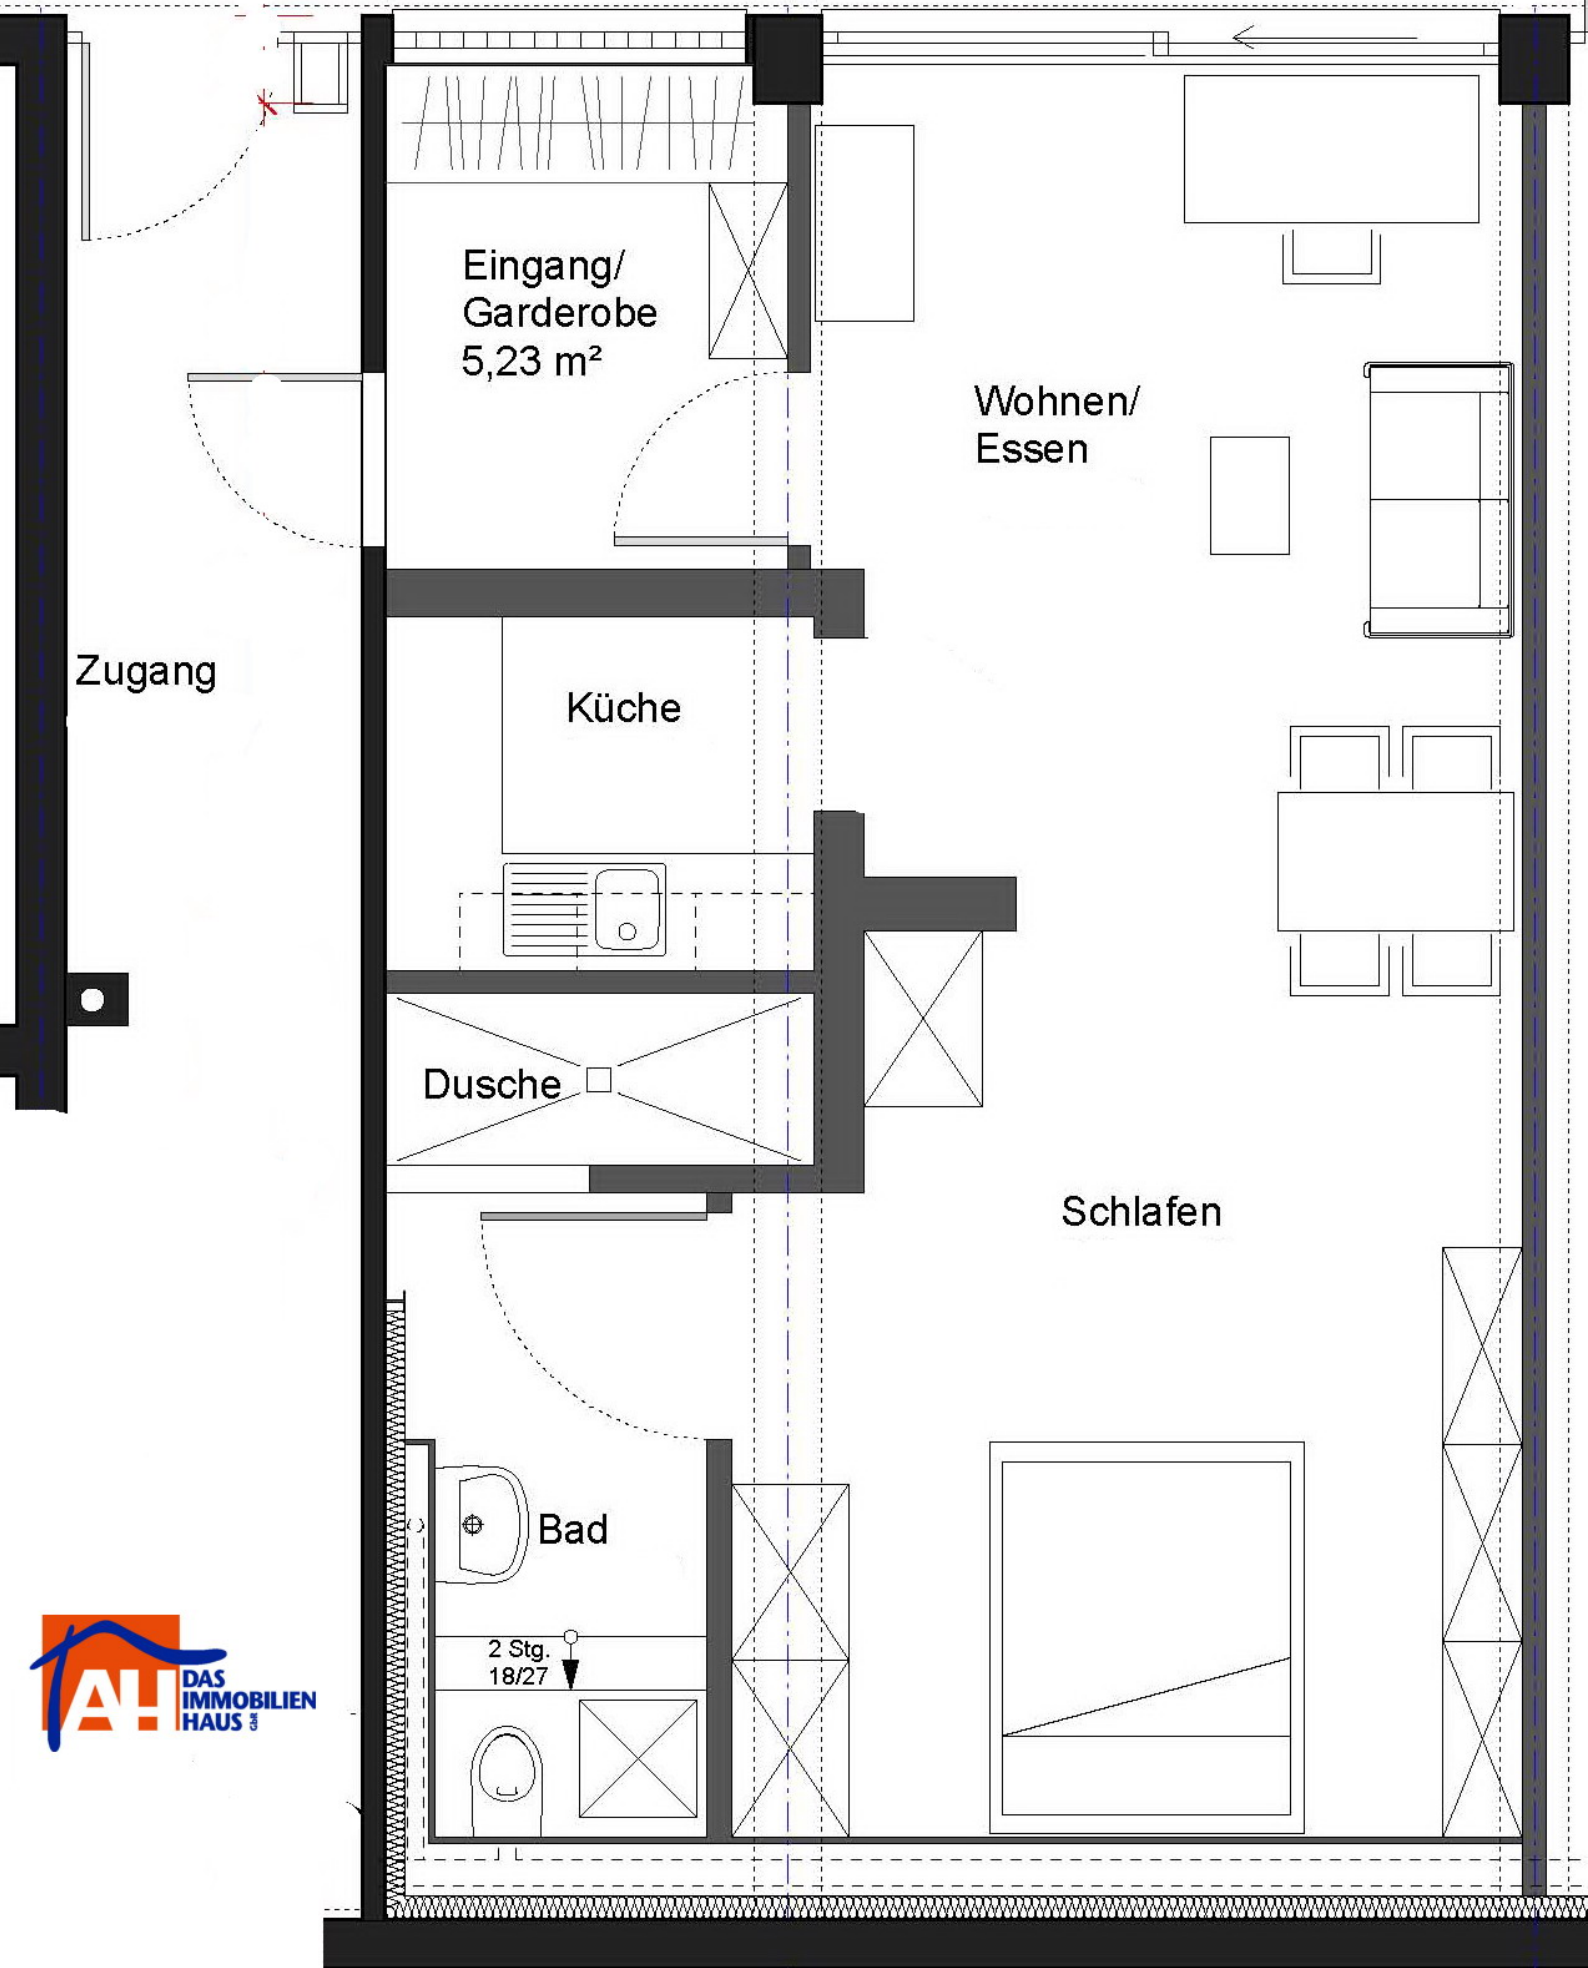 Eingang/
Garderobe
5,23 m²
Wohnen/
Essen
Zugang
Küche
Dusche
Schlafen
Bad
2 Stg.
18/27
AH DAS
IMMOBILIEN
HAUS GbR